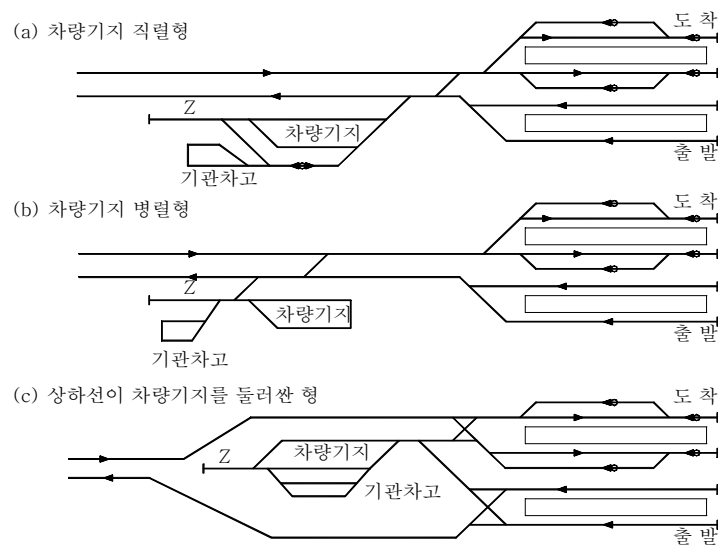 (a) 차량기지 직렬형
도 착
Z
차량기지
기관차고
출 발
(b) 차량기지 병렬형
도 착
Z
차량기지
기관차고
출 발
(c) 상하선이 차량기지를 둘러싼 형
도 착
Z
차량기지
기관차고
출 발